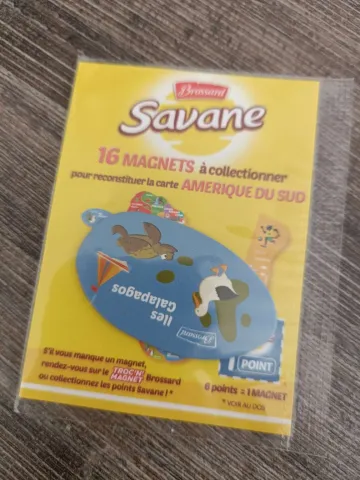 Brossard
Savane
16 MAGNETS à collectionner
pour reconstituer la carte AMERIQUE DU SUD
Iles
Galapagos
Brossard
1
POINT
S'il vous manque un magnet,
rendez-vous sur le TROC'N'MAGNET Brossard
ou collectionnez les points Savane !*
6 points = 1 MAGNET
* VOIR AU DOS